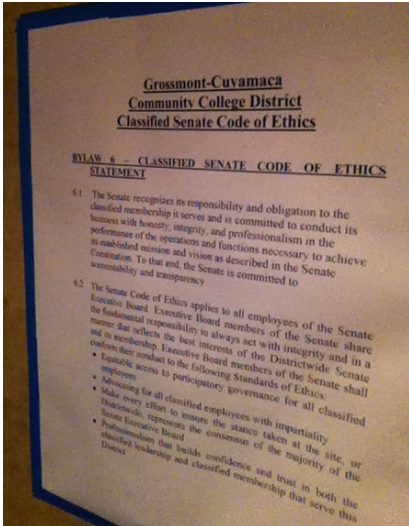 Grossmont-Cuyamaca
Community College District
Classified Senate Code of Ethics
BYLAW 6 – CLASSIFIED SENATE CODE OF ETHICS
STATEMENT
6.1 The Senate recognizes its responsibility and obligation to the
classified membership it serves and is committed to conduct its
business with honesty, integrity, and professionalism in the
performance of the operations and functions necessary to achieve
its established mission and vision as described in the Senate
Constitution. To that end, the Senate is committed to
accountability and transparency
6.2 The Senate Code of Ethics applies to all employees of the Senate
Executive Board. Executive Board members of the Senate share
the fundamental responsibility to always act with integrity and in a
manner that reflects the best interests of the Districtwide Senate
and its membership. Executive Board members of the Senate shall
confirm their conduct to the following Standards of Ethics:
• Equitable access to participatory governance for all classified
employees
• Advocating for all classified employees with impartiality
• Make every effort to ensure the stance taken at the site, or
Districtwide, represents the consensus of the majority of the
Senate Executive Board
• Professionalism that builds confidence and trust in both the
classified leadership and classified membership that serve this
District